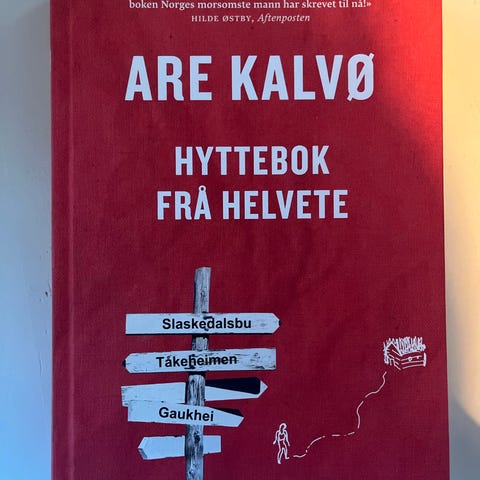 boken Norges morsomste mann har skrevet til nå!»
HILDE ØSTBY, Aftenposten
ARE KALVØ
HYTTEBOK
FRÅ HELVETE
Slaskedalsbu
Tåkeheimen
Gaukhei